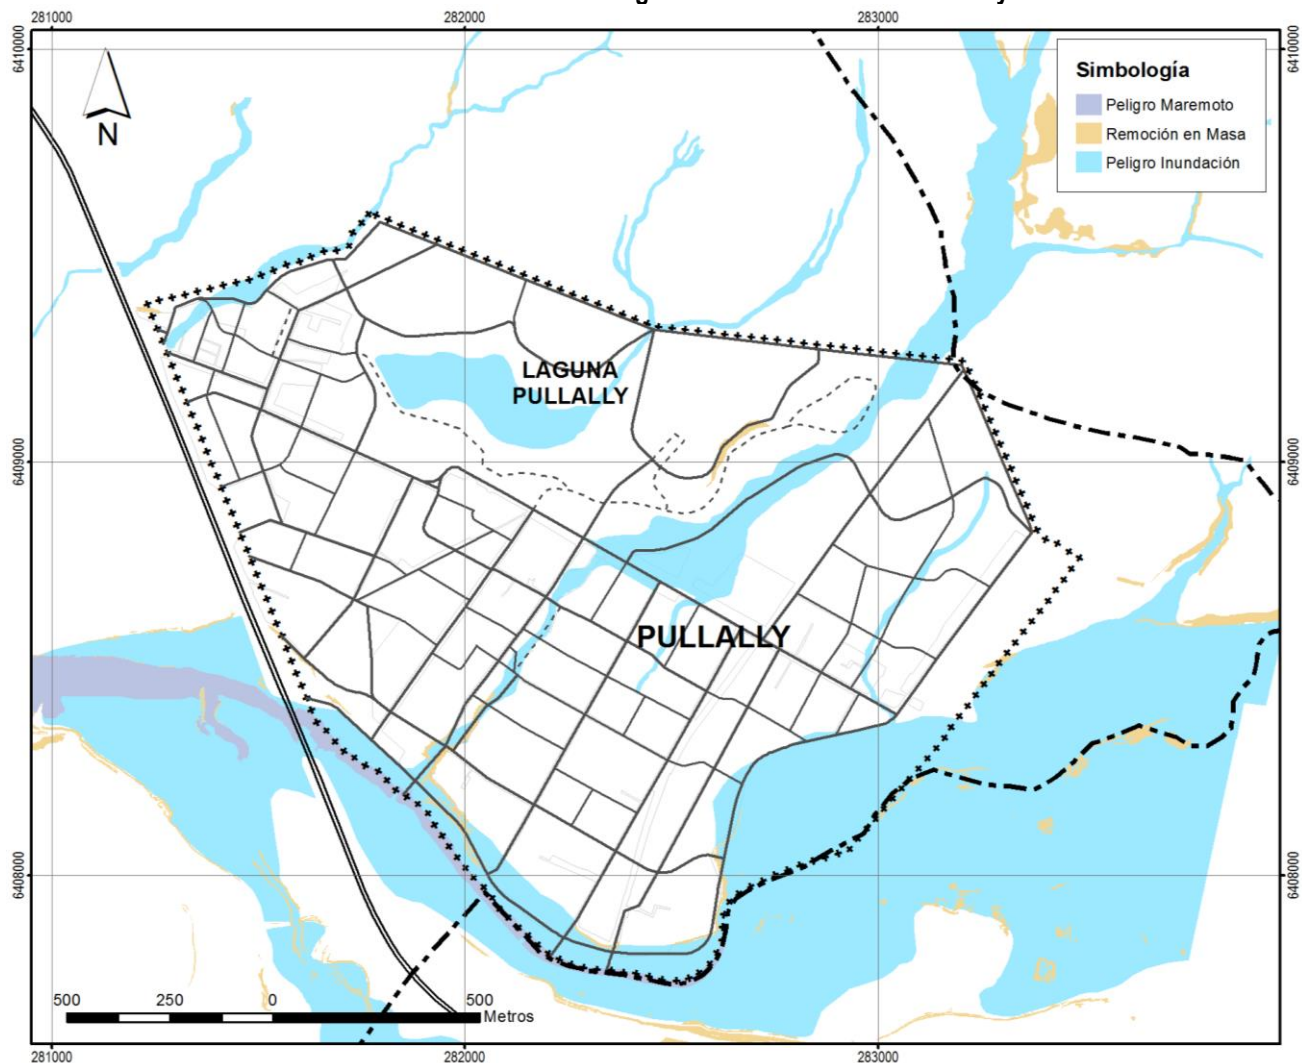 281000
282000
283000
6410000
6410000
N
Simbología
Peligro Maremoto
Remoción en Masa
Peligro Inundación
LAGUNA
PULLALLY
6409000
6409000
PULLALLY
6408000
6408000
500 250 0 500
Metros
281000
282000
283000